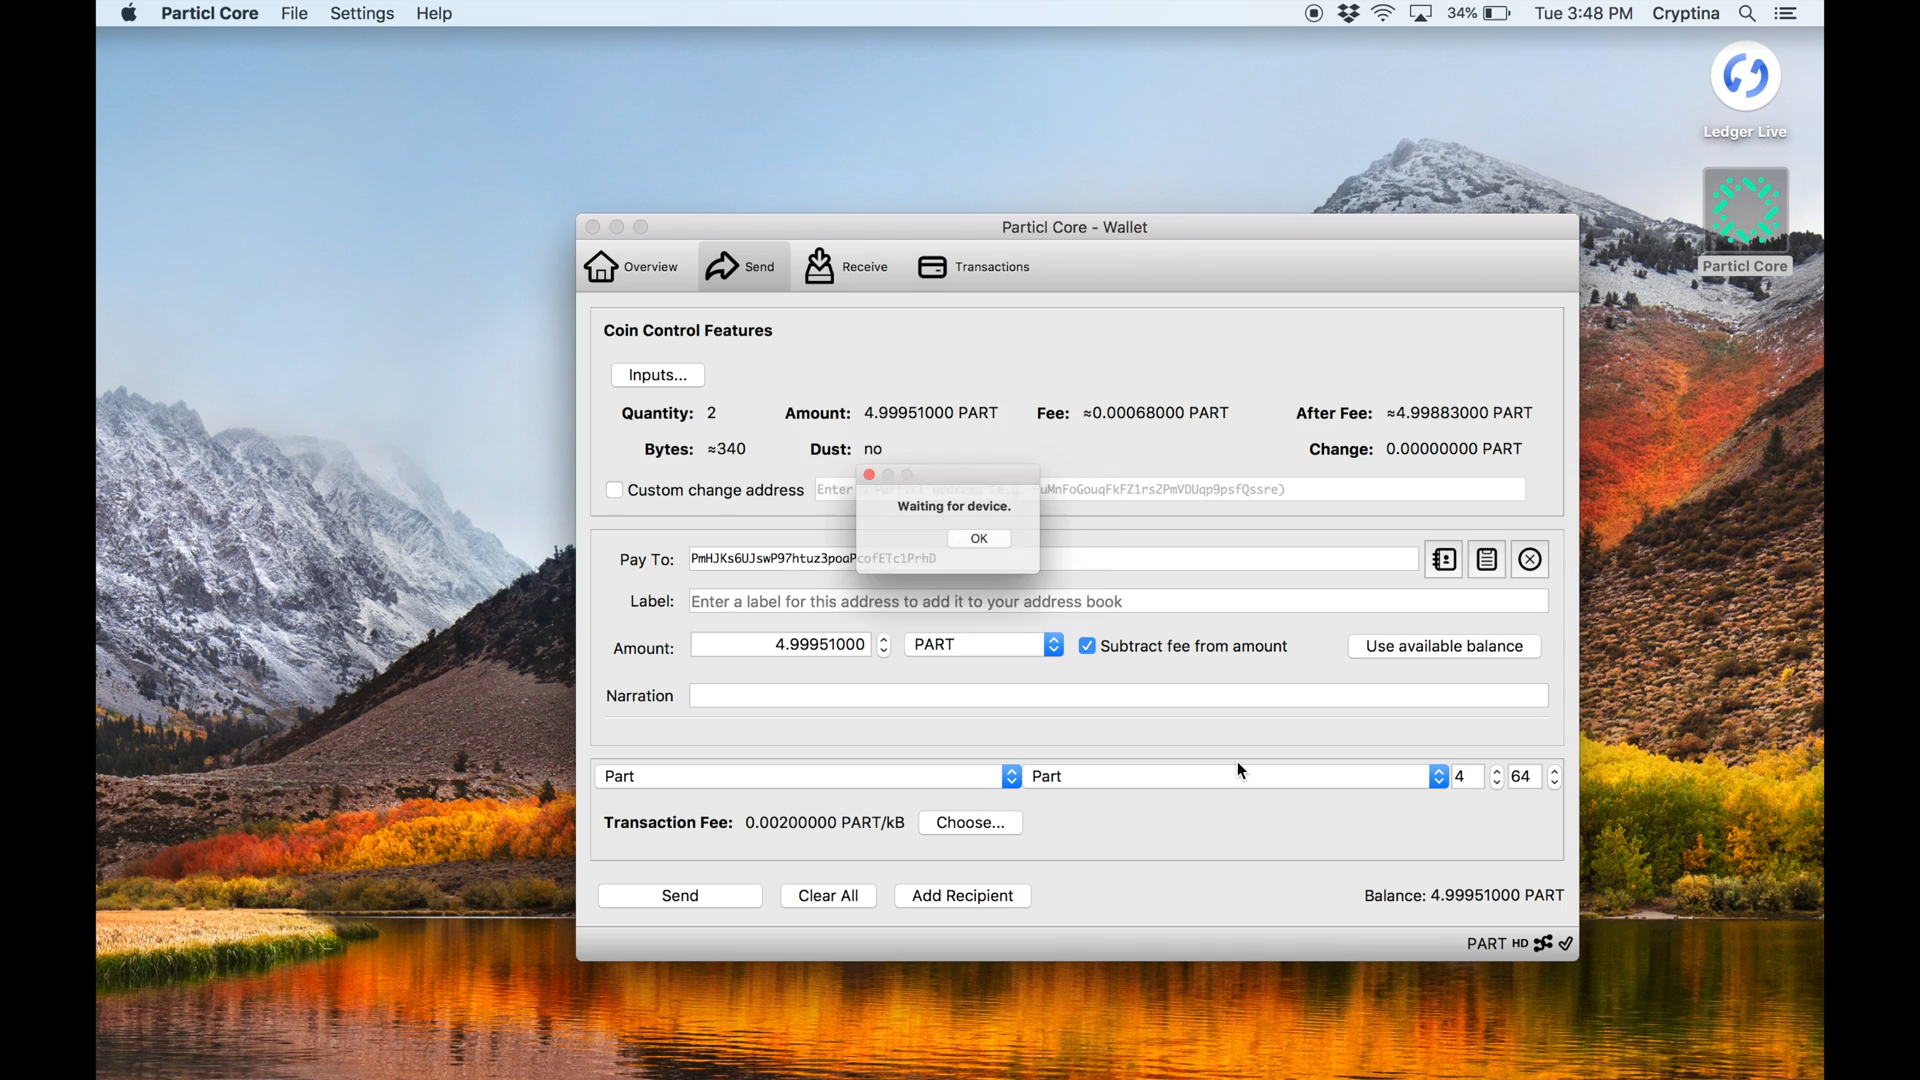 Particl Core File Settings Help
34% Tue 3:48 PM Cryptina
Ledger Live
Particl Core
Particl Core - Wallet
Overview Send Receive Transactions
Coin Control Features
Inputs...
Quantity: 2 Amount: 4.99951000 PART Fee: ≈0.00068000 PART After Fee: ≈4.99883000 PART
Bytes: ≈340 Dust: no Change: 0.00000000 PART
Custom change address Enter
Waiting for device.
OK
Pay To: PmHJKs6UJswP97htuz3poaPcofETc1PrhD
Label: Enter a label for this address to add it to your address book
Amount: 4.99951000 PART Subtract fee from amount Use available balance
Narration
Part Part 4 64
Transaction Fee: 0.00200000 PART/kB Choose...
Send Clear All Add Recipient Balance: 4.99951000 PART
PART HD